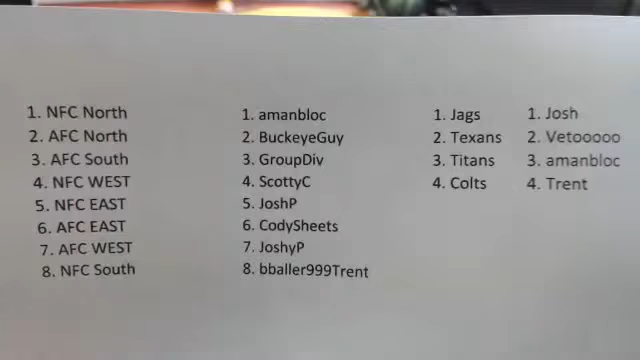 1. NFC North
2. AFC North
3. AFC South
4. NFC WEST
5. NFC EAST
6. AFC EAST
7. AFC WEST
8. NFC South
1. amanbloc
2. BuckeyeGuy
3. GroupDiv
4. ScottyC
5. JoshP
6. CodySheets
7. JoshyP
8. bballer999Trent
1. Jags
2. Texans
3. Titans
4. Colts
1. Josh
2. Vetooooo
3. amanbloc
4. Trent